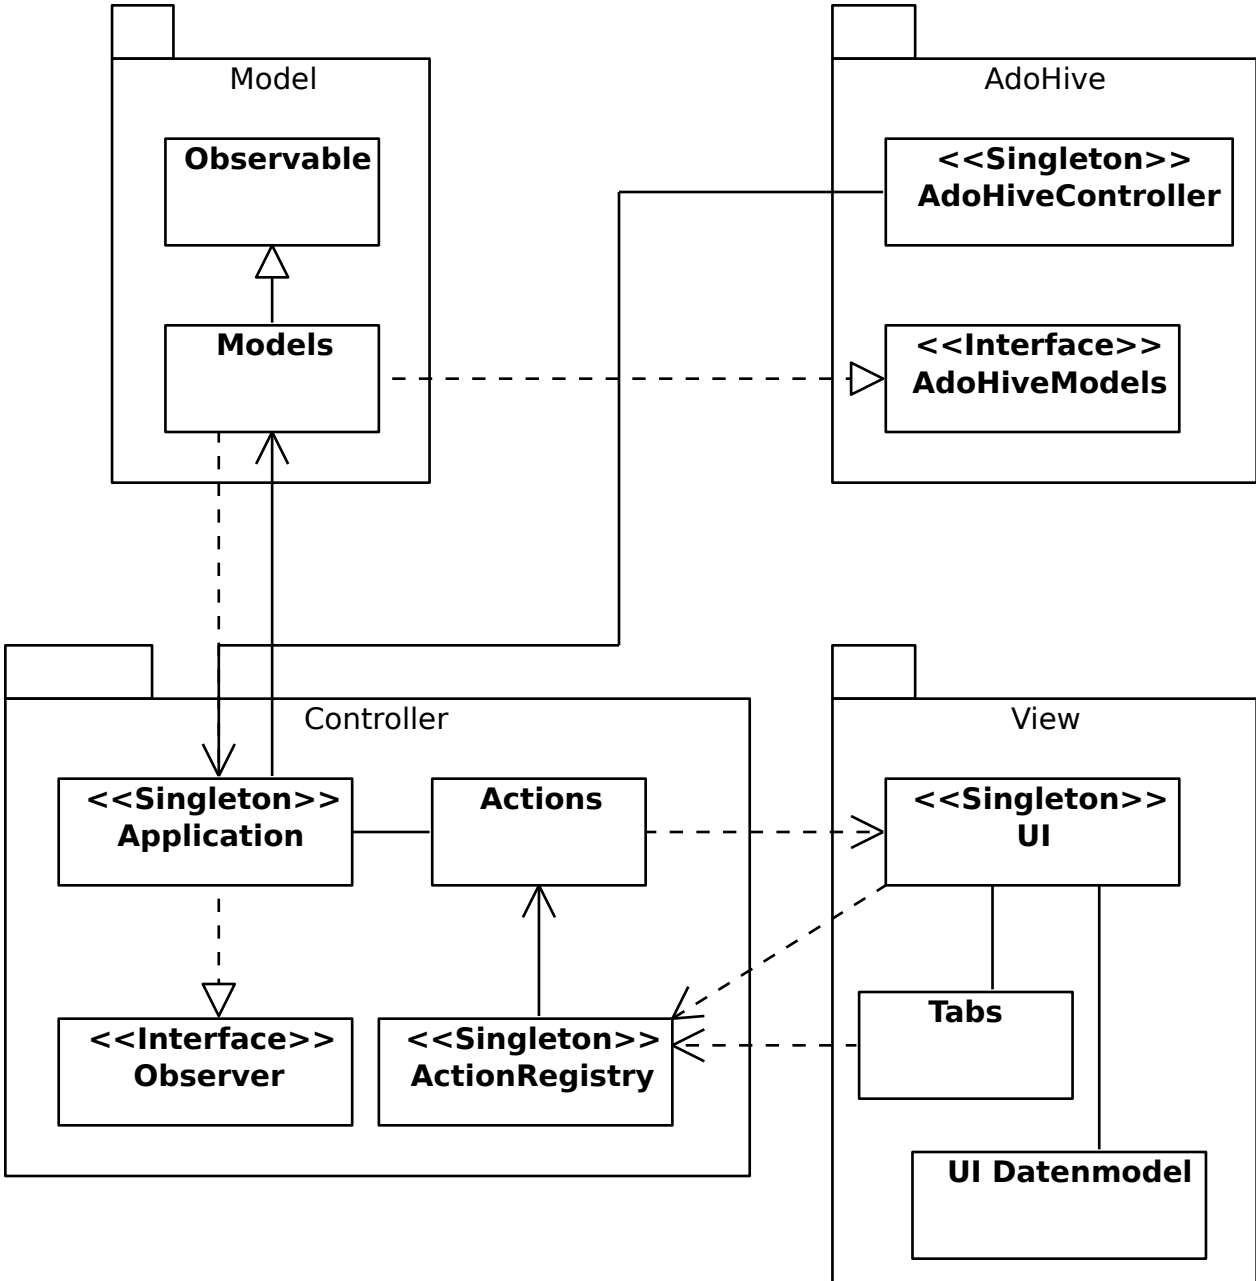 Model
Observable
Models
AdoHive
<<Singleton>>
AdoHiveController
<<Interface>>
AdoHiveModels
Controller
<<Singleton>>
Application
Actions
<<Interface>>
Observer
<<Singleton>>
ActionRegistry
View
<<Singleton>>
UI
Tabs
UI Datenmodel